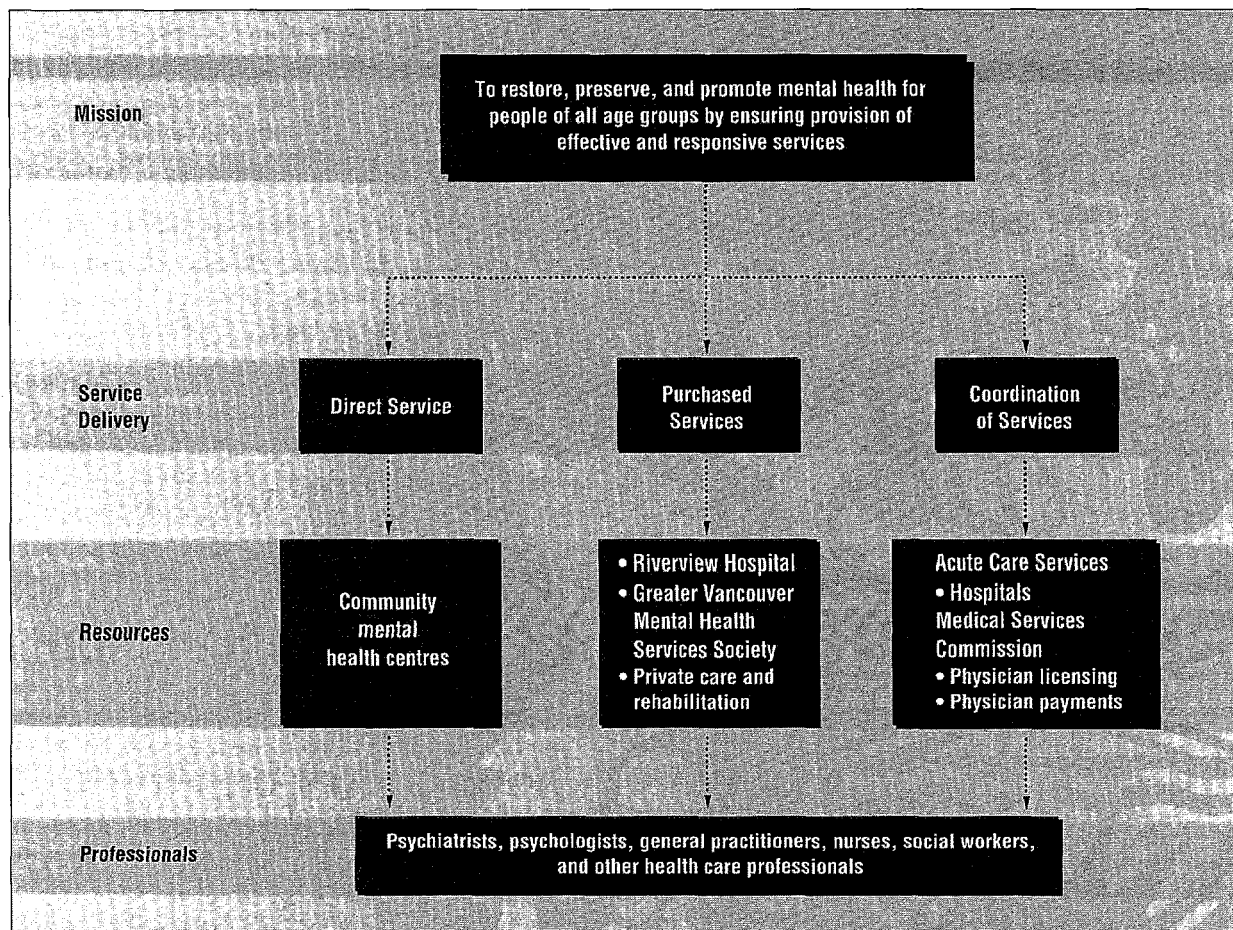 Mission
To restore, preserve, and promote mental health for
people of all age groups by ensuring provision of
effective and responsive services
Service
Delivery
Direct Service
Purchased
Services
Coordination
of Services
Resources
Community
mental
health centres
• Riverview Hospital
• Greater Vancouver
Mental Health
Services Society
• Private care and
rehabilitation
Acute Care Services
• Hospitals
Medical Services
Commission
• Physician licensing
• Physician payments
Professionals
Psychiatrists, psychologists, general practitioners, nurses, social workers,
and other health care professionals